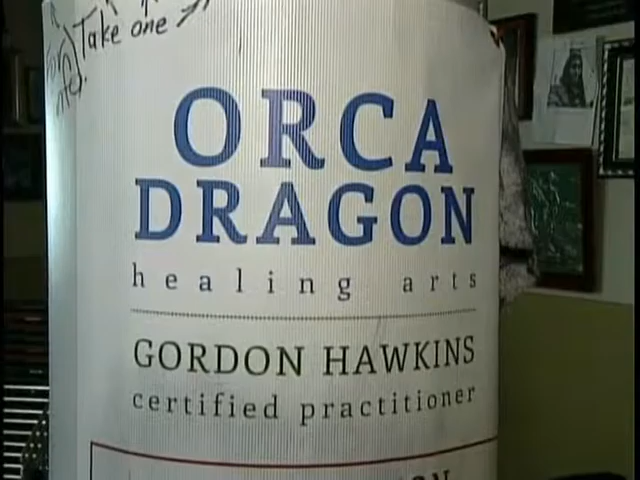 Take one
ORCA
DRAGON
healing arts
GORDON HAWKINS
certified practitioner